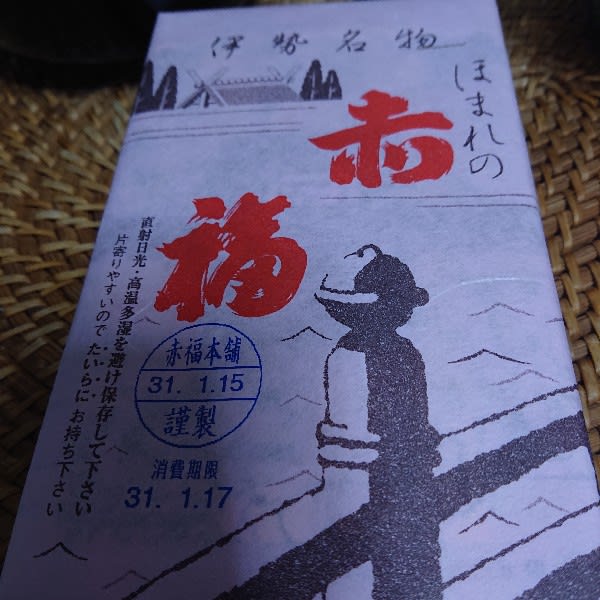 伊勢名物
ほまれの
赤福
直射日光・高温多湿を避け保存して下さい
片寄りやすいのでたいらにお持ち下さい
赤福本舗
31. 1.15
謹製
消費期限
31. 1.17